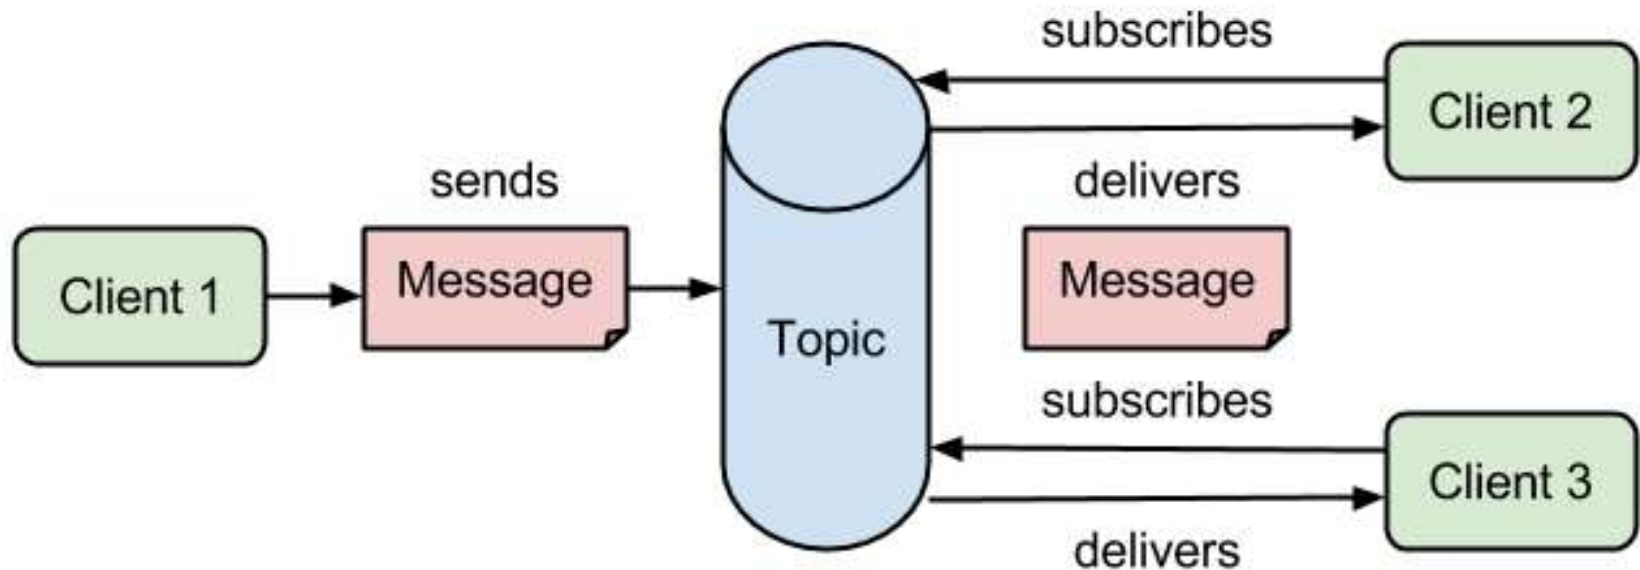 subscribes
Client 2
sends
delivers
Client 1
Message
Message
Topic
subscribes
Client 3
delivers